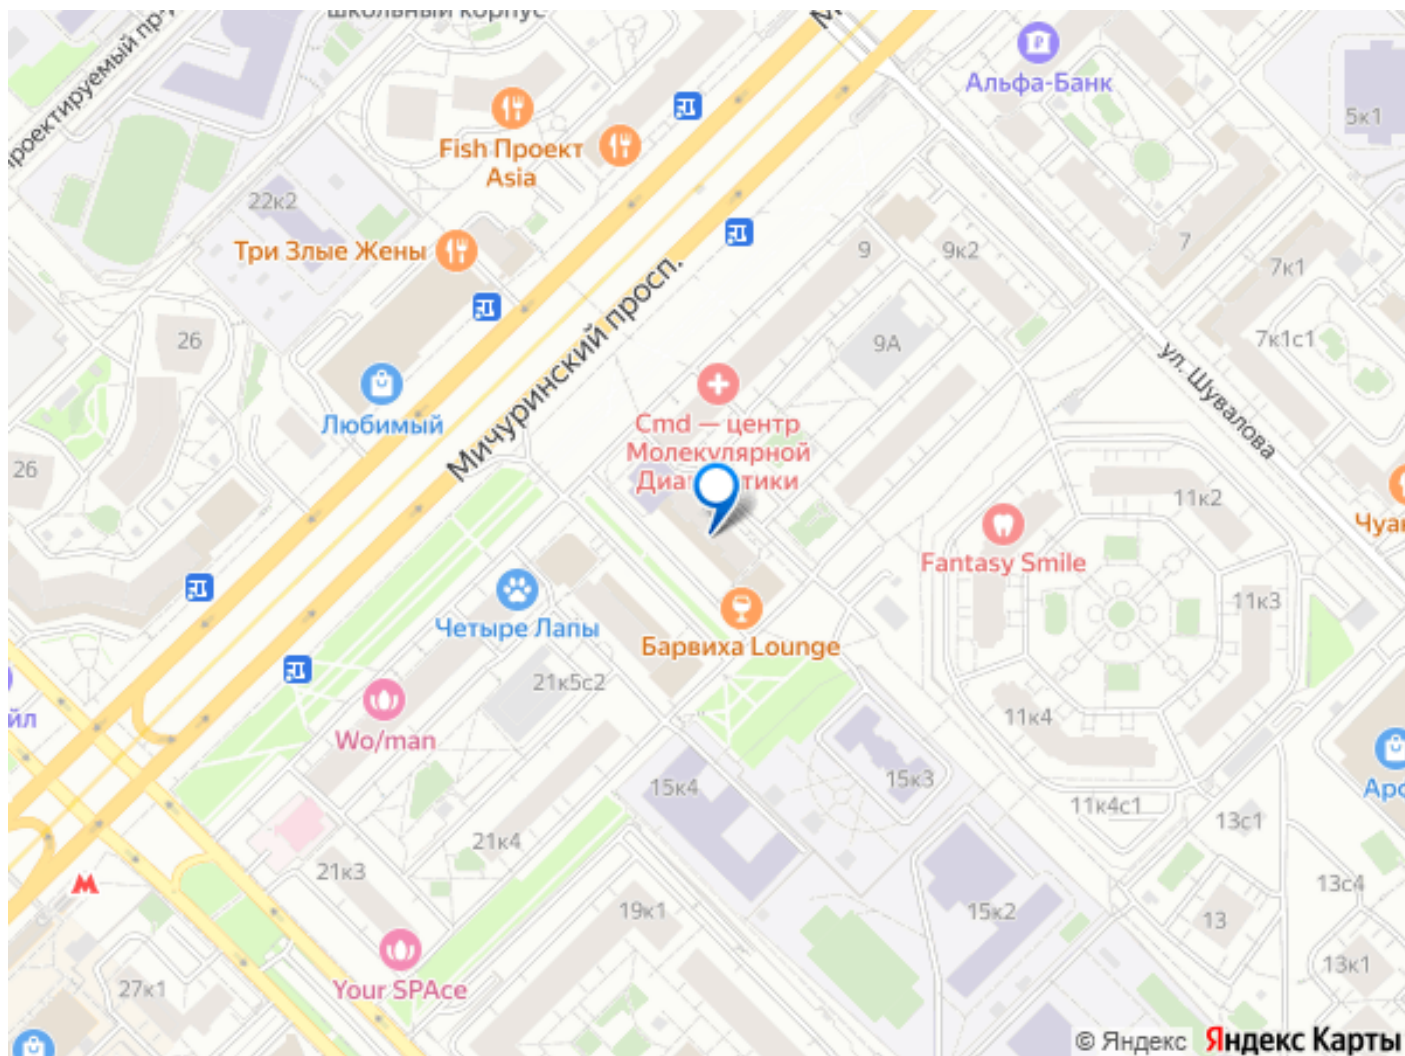 школьный корпус
Альфа-Банк
5к1
Fish Проект
Asia
22к2
Три Злые Жены
9
9к2
7
7к1
7к1с1
26
9А
Мичуринский просп.
ул. Шувалова
Любимый
Cmd — центр
Молекулярной
26
11к2
Fantasy Smile
11к3
Четыре Лапы
Барвиха Lounge
21к5с2
11к4
Wo/man
15к4
15к3
11к4с1
13с1
21к4
21к3
13с4
19к1
15к2
13
13к1
27к1
Your SPAce
© Яндекс Яндекс Карты